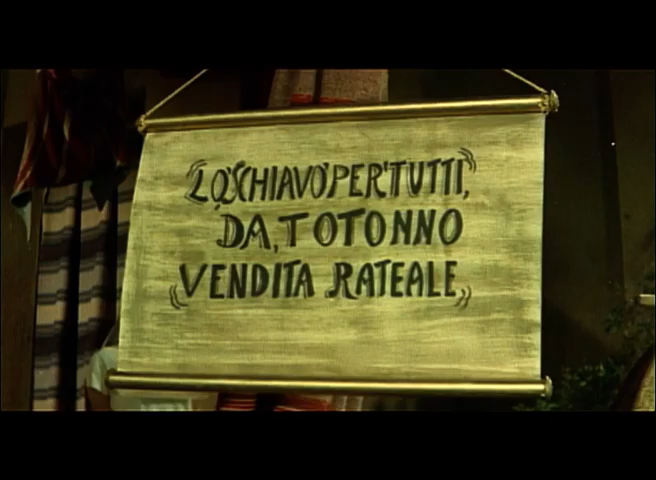 "LO'SCHIAVO'PER'TUTTI,"
DA, TOTONNO
"VENDITA RATEALE,"